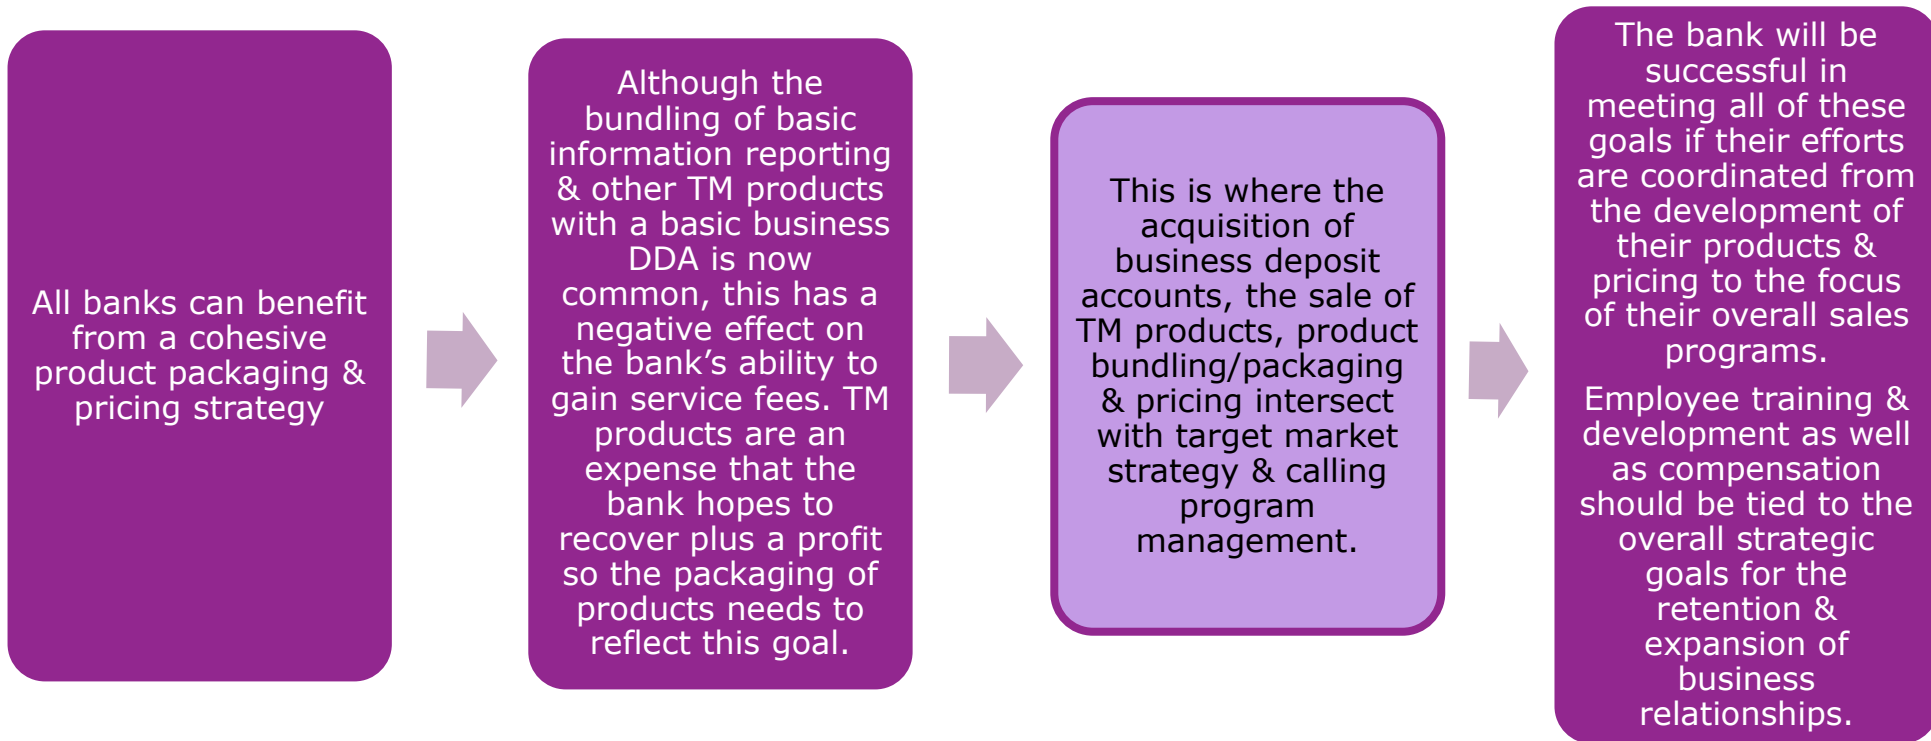 All banks can benefit
from a cohesive
product packaging &
pricing strategy
Although the
bundling of basic
information reporting
& other TM products
with a basic business
DDA is now
common, this has a
negative effect on
the bank’s ability to
gain service fees. TM
products are an
expense that the
bank hopes to
recover plus a profit
so the packaging of
products needs to
reflect this goal.
This is where the
acquisition of
business deposit
accounts, the sale of
TM products, product
bundling/packaging
& pricing intersect
with target market
strategy & calling
program
management.
The bank will be
successful in
meeting all of these
goals if their efforts
are coordinated from
the development of
their products &
pricing to the focus
of their overall sales
programs.
Employee training &
development as well
as compensation
should be tied to the
overall strategic
goals for the
retention &
expansion of
business
relationships.